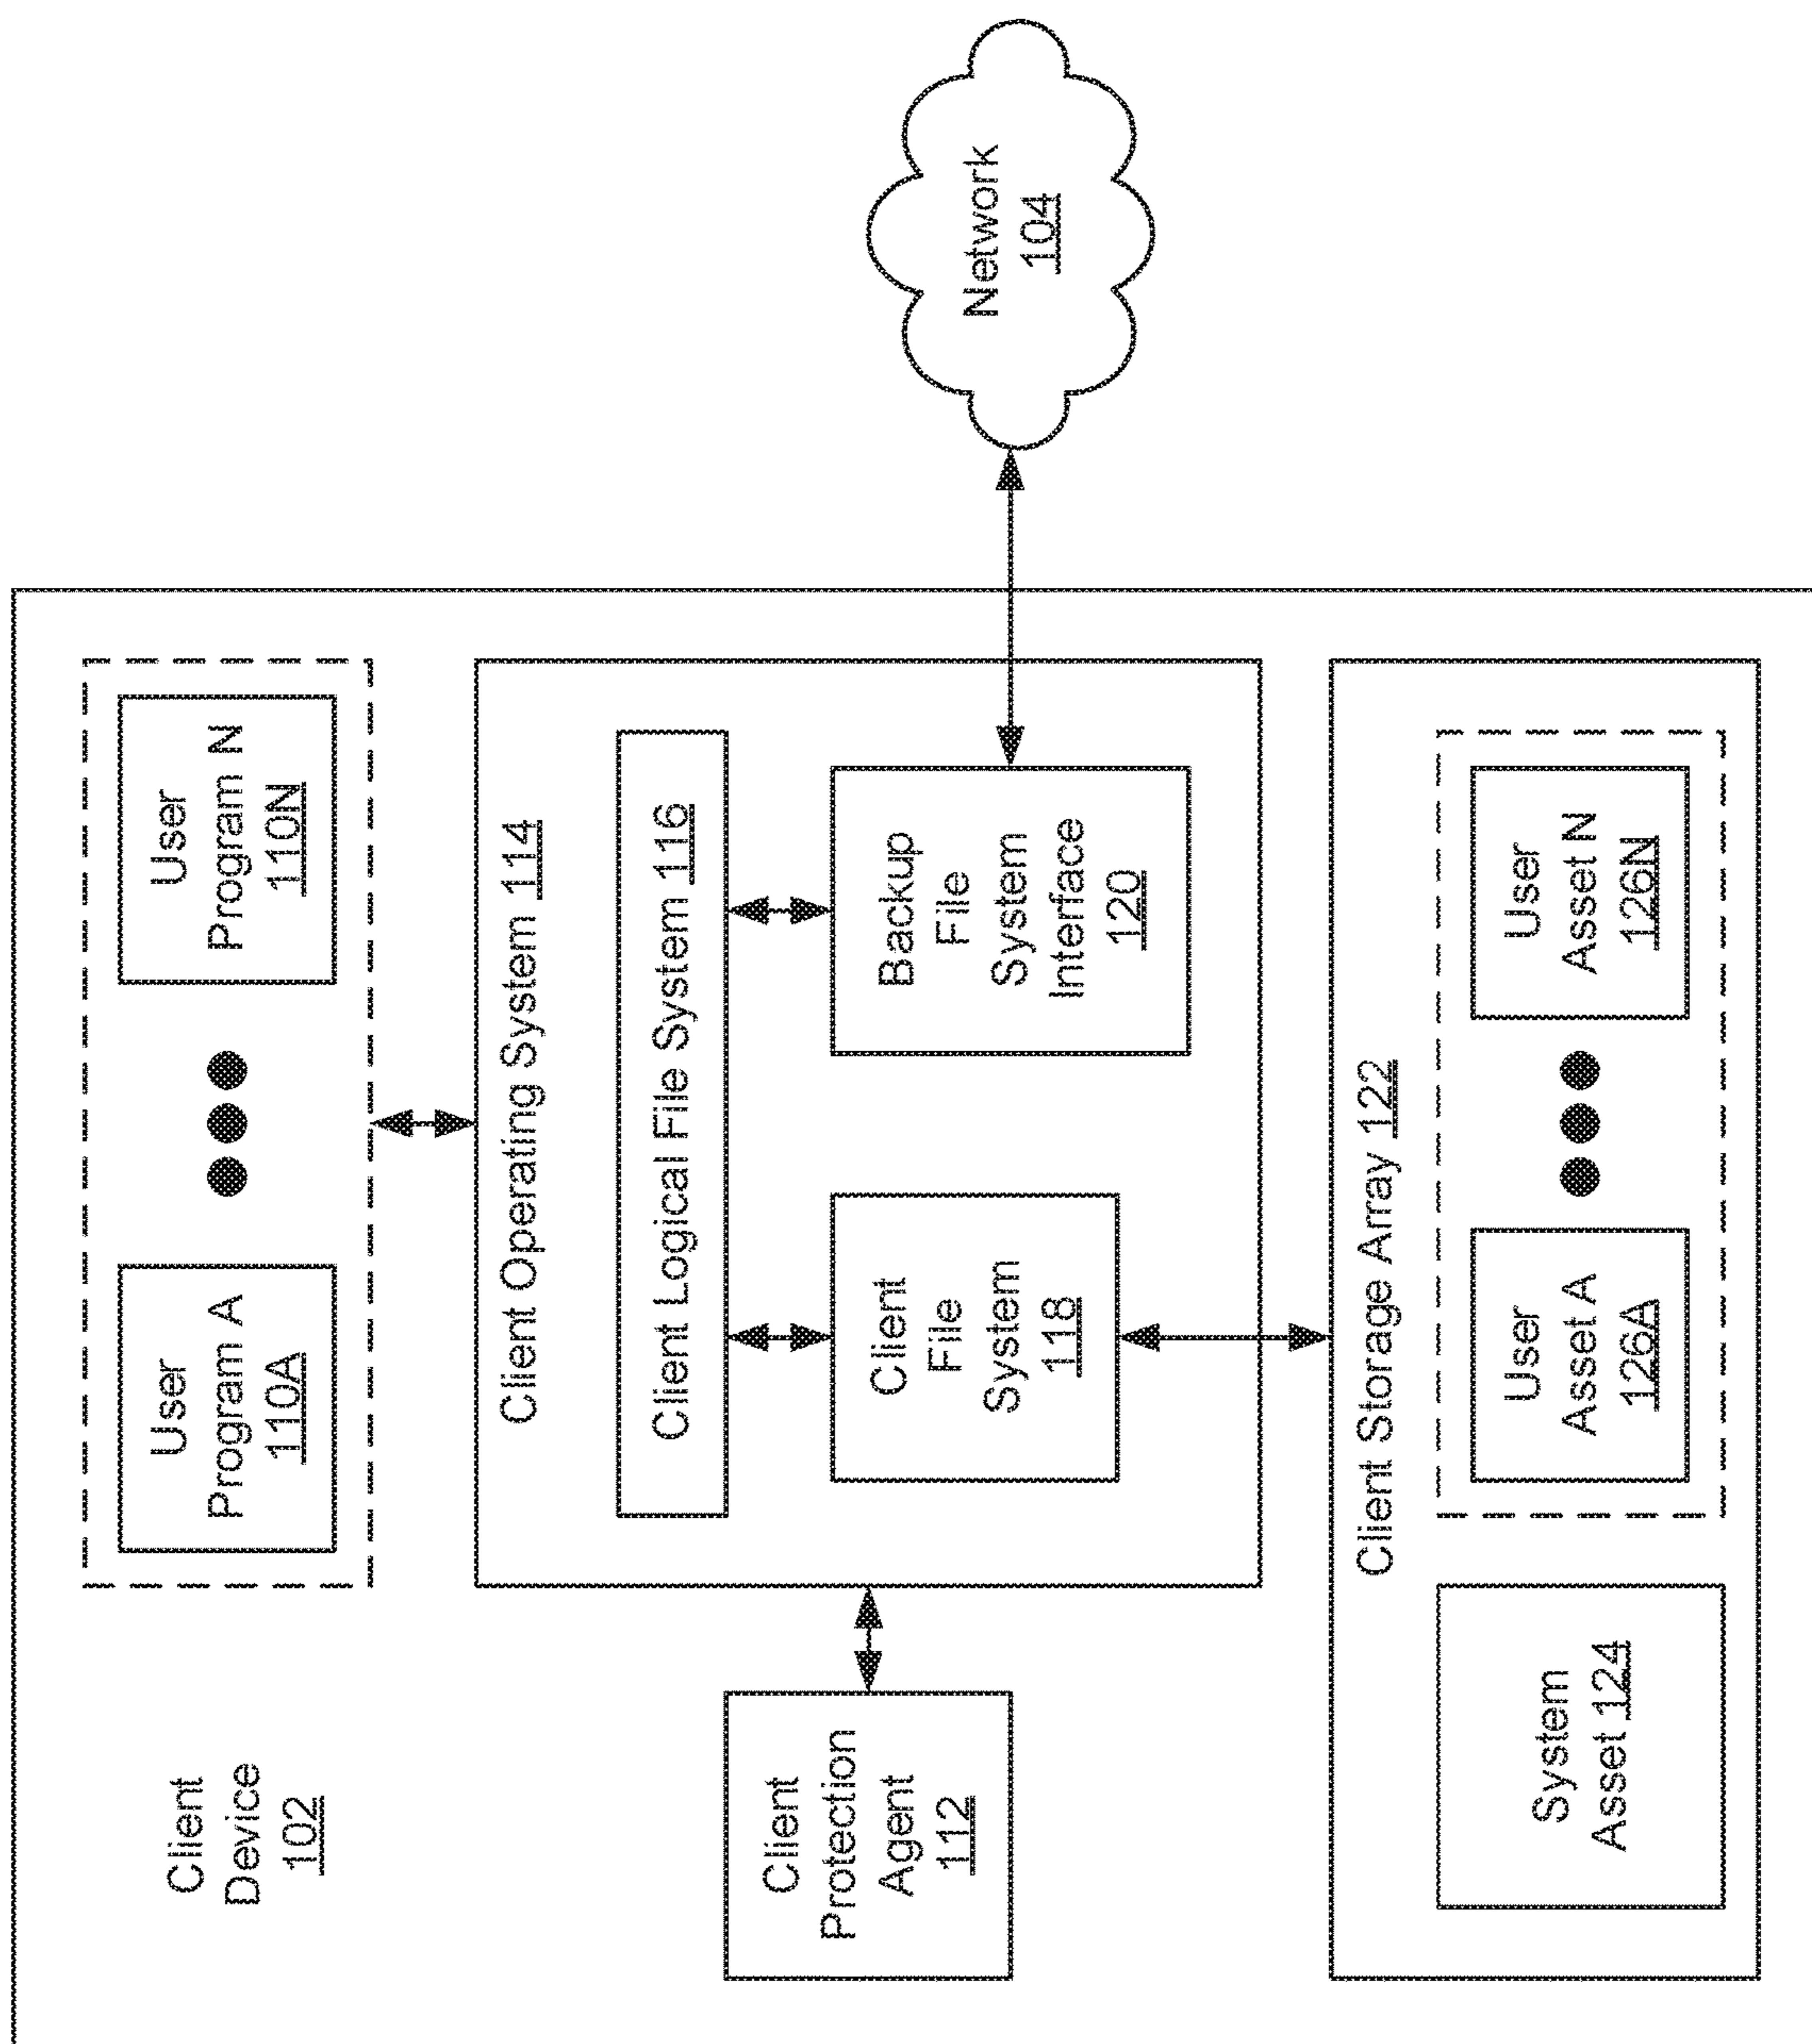 Client
Device
102
User
Program A
110A
User
Program N
110N
Client Operating System 114
Client Logical File System 116
Client
Protection
Agent
112
Client
File
System
118
Backup
File
System
Interface
120
Network
104
Client Storage Array 122
System
Asset 124
User
Asset A
126A
User
Asset N
126N